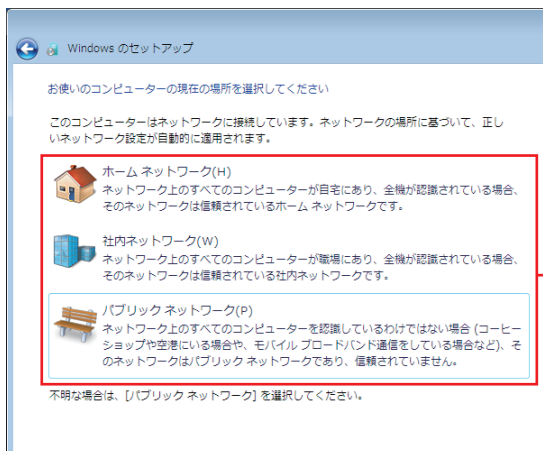 Windows のセットアップ
お使いのコンピューターの現在の場所を選択してください
このコンピューターはネットワークに接続しています。ネットワークの場所に基づいて、正し
いネットワーク設定が自動的に適用されます。
ホーム ネットワーク(H)
ネットワーク上のすべてのコンピューターが自宅にあり、全機が認識されている場合、
そのネットワークは信頼されているホーム ネットワークです。
社内ネットワーク(W)
ネットワーク上のすべてのコンピューターが職場にあり、全機が認識されている場合、
そのネットワークは信頼されている社内ネットワークです。
パブリック ネットワーク(P)
ネットワーク上のすべてのコンピューターを認識しているわけではない場合 (コーヒー
ショップや空港にいる場合や、モバイル ブロードバンド通信をしている場合など)、そ
のネットワークはパブリック ネットワークであり、信頼されていません。
不明な場合は、[パブリック ネットワーク] を選択してください。